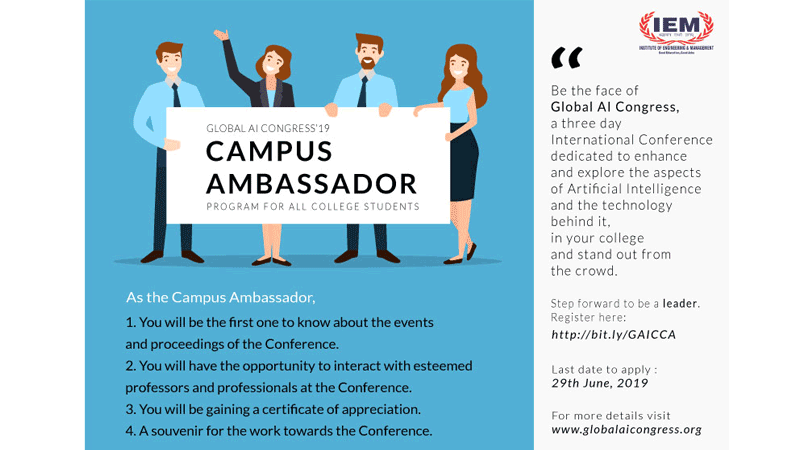 GLOBAL AI CONGRESS'19
CAMPUS
AMBASSADOR
PROGRAM FOR ALL COLLEGE STUDENTS
As the Campus Ambassador,
1. You will be the first one to know about the events
and proceedings of the Conference.
2. You will have the opportunity to interact with esteemed
professors and professionals at the Conference.
3. You will be gaining a certificate of appreciation.
4. A souvenir for the work towards the Conference.
IEM
INSTITUTE OF ENGINEERING & MANAGEMENT
“
Be the face of
Global AI Congress,
a three day
International Conference
dedicated to enhance
and explore the aspects
of Artificial Intelligence
and the technology
behind it,
in your college
and stand out from
the crowd.
Step forward to be a leader.
Register here:
http://bit.ly/GAICCA
Last date to apply :
29th June, 2019
For more details visit
www.globalaicongress.org